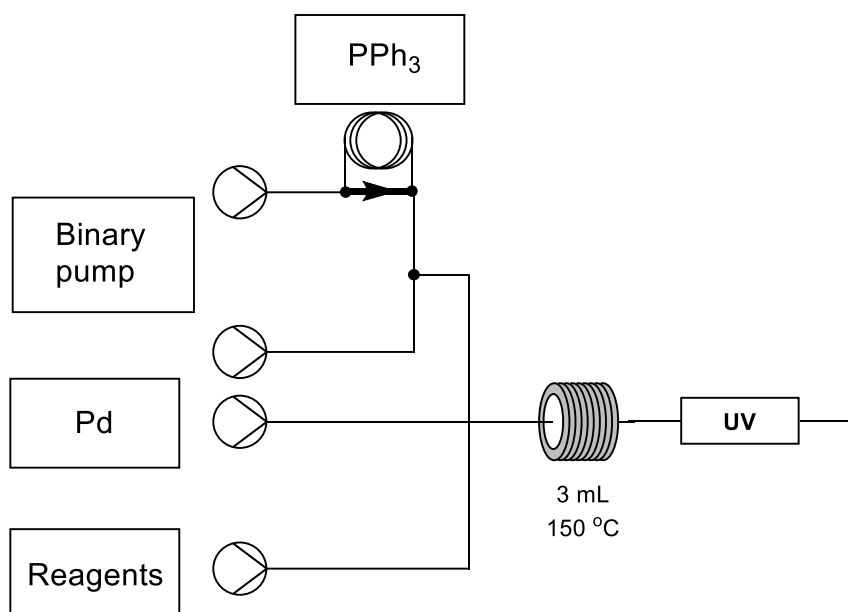 PPh₃
Binary
pump
Pd
Reagents
UV
3 mL
150 °C